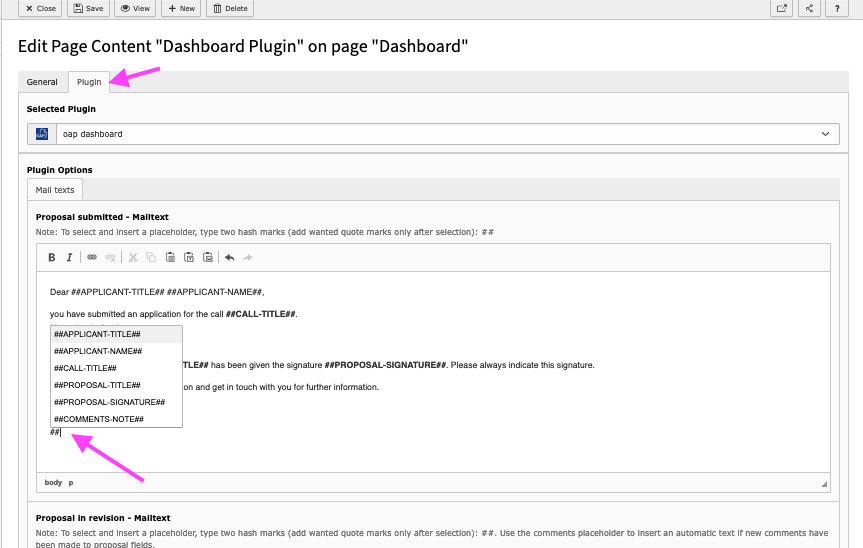 Close Save View New Delete ?
Edit Page Content "Dashboard Plugin" on page "Dashboard"
General Plugin
Selected Plugin
oap dashboard
Plugin Options
Mail texts
Proposal submitted - Mailtext
Note: To select and insert a placeholder, type two hash marks (add wanted quote marks only after selection): ##
B I
Dear ##APPLICANT-TITLE## ##APPLICANT-NAME##,
you have submitted an application for the call ##CALL-TITLE##.
##APPLICANT-TITLE##
##APPLICANT-NAME##
##CALL-TITLE##
##PROPOSAL-TITLE##
##PROPOSAL-SIGNATURE##
##COMMENTS-NOTE##
TLE## has been given the signature ##PROPOSAL-SIGNATURE##. Please always indicate this signature.
on and get in touch with you for further information.
##
body p
Proposal in revision - Mailtext
Note: To select and insert a placeholder, type two hash marks (add wanted quote marks only after selection): ##. Use the comments placeholder to insert an automatic text if new comments have
been made to proposal fields.